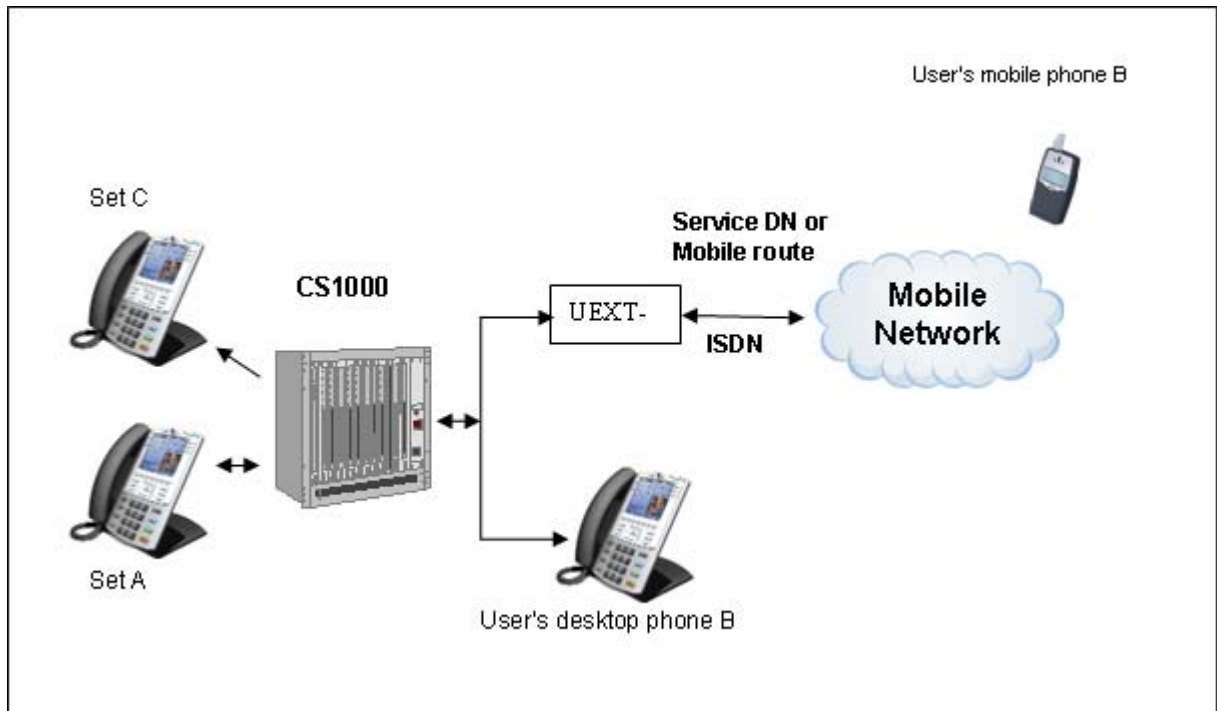 User's mobile phone B
Set C
Service DN or
Mobile route
CS1000
Mobile
Network
UEXT-
ISDN
Set A
User's desktop phone B